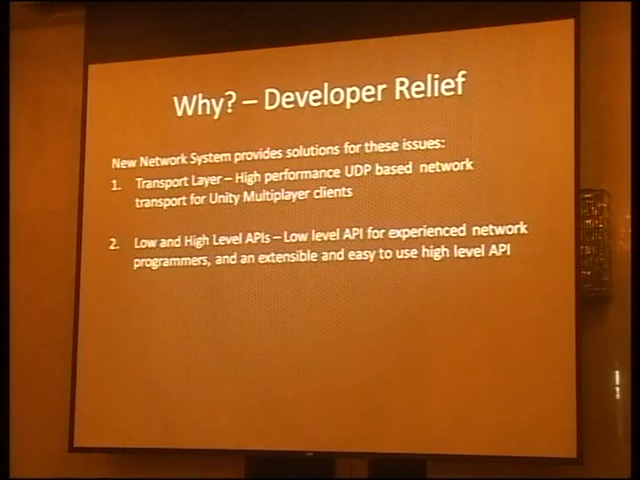 Why? – Developer Relief
New Network System provides solutions for these issues:
1. Transport Layer – High performance UDP based network
transport for Unity Multiplayer clients
2. Low and High Level APIs – Low level API for experienced network
programmers, and an extensible and easy to use high level API